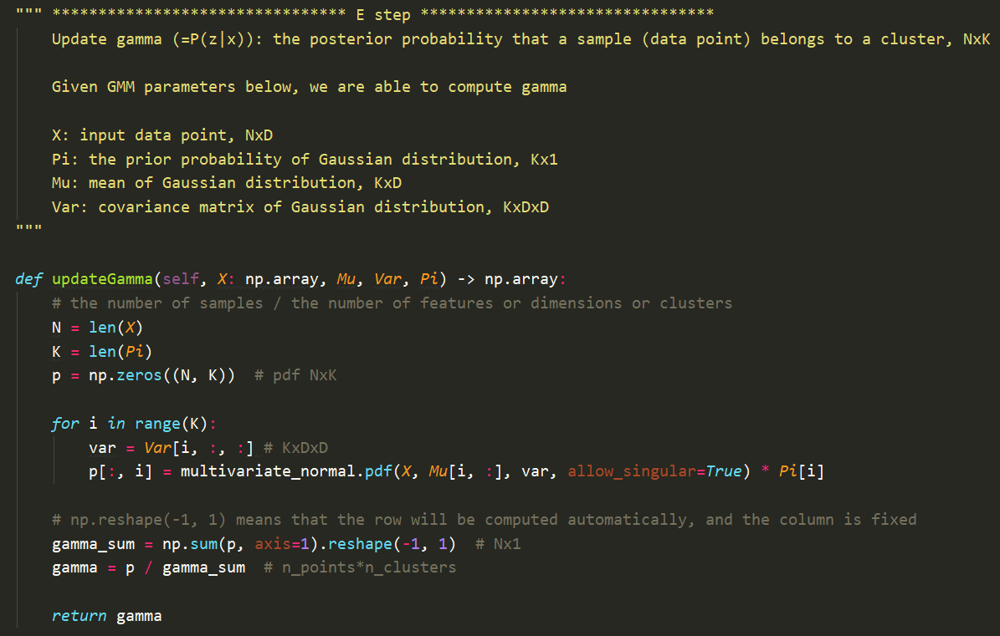 """ ******************************** E step ********************************
    Update gamma (=P(z|x)): the posterior probability that a sample (data point) belongs to a cluster, NxK
    Given GMM parameters below, we are able to compute gamma
    X: input data point, NxD
    Pi: the prior probability of Gaussian distribution, Kx1
    Mu: mean of Gaussian distribution, KxD
    Var: covariance matrix of Gaussian distribution, KxDxD
"""
def updateGamma(self, X: np.array, Mu, Var, Pi) -> np.array:
    # the number of samples / the number of features or dimensions or clusters
    N = len(X)
    K = len(Pi)
    p = np.zeros((N, K))  # pdf NxK
    for i in range(K):
        var = Var[i, :, :] # KxDxD
        p[:, i] = multivariate_normal.pdf(X, Mu[i, :], var, allow_singular=True) * Pi[i]
    # np.reshape(-1, 1) means that the row will be computed automatically, and the column is fixed
    gamma_sum = np.sum(p, axis=1).reshape(-1, 1)  # Nx1
    gamma = p / gamma_sum  # n_points*n_clusters
    return gamma